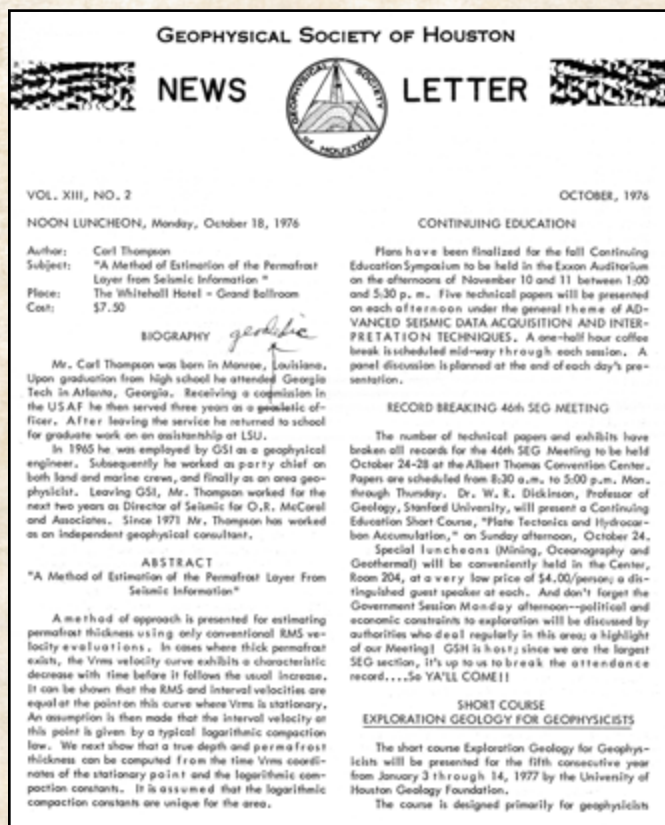 GEOPHYSICAL SOCIETY OF HOUSTON
NEWS LETTER
GEOPHYSICAL SOCIETY
of HOUSTON
VOL. XIII, NO. 2
OCTOBER, 1976
NOON LUNCHEON, Monday, October 18, 1976
Author: Carl Thompson
Subject: "A Method of Estimation of the Permafrost
Layer from Seismic Information "
Place: The Whitehall Hotel - Grand Ballroom
Cost: $7.50
BIOGRAPHY geodetic
Mr. Carl Thompson was born in Monroe, Louisiana.
Upon graduation from high school he attended Georgia
Tech in Atlanta, Georgia. Receiving a commission in
the USAF he then served three years as a of-
ficer. After leaving the service he returned to school
for graduate work on an assistantship at LSU.
In 1965 he was employed by GSI as a geophysical
engineer. Subsequently he worked as party chief on
both land and marine crews, and finally as an area geo-
physicist. Leaving GSI, Mr. Thompson worked for the
next two years as Director of Seismic for O.R. McCorel
and Associates. Since 1971 Mr. Thompson has worked
as an independent geophysical consultant.
ABSTRACT
"A Method of Estimation of the Permafrost Layer From
Seismic Information"
A method of approach is presented for estimating
permafrost thickness using only conventional RMS ve-
locity evaluations. In cases where thick permafrost
exists, the Vrms velocity curve exhibits a characteristic
decrease with time before it follows the usual increase.
It can be shown that the RMS and interval velocities are
equal at the point on this curve where Vrms is stationary.
An assumption is then made that the interval velocity at
this point is given by a typical logarithmic compaction
law. We next show that a true depth and permafrost
thickness can be computed from the time Vrms coordi-
nates of the stationary point and the logarithmic com-
paction constants. It is assumed that the logarithmic
compaction constants are unique for the area.
CONTINUING EDUCATION
Plans have been finalized for the fall Continuing
Education Symposium to be held in the Exxon Auditorium
on the afternoons of November 10 and 11 between 1:00
and 5:30 p. m. Five technical papers will be presented
on each afternoon under the general theme of AD-
VANCED SEISMIC DATA ACQUISITION AND INTER-
PRETATION TECHNIQUES. A one-half hour coffee
break is scheduled mid-way through each session. A
panel discussion is planned at the end of each day's pre-
sentation.
RECORD BREAKING 46th SEG MEETING
The number of technical papers and exhibits have
broken all records for the 46th SEG Meeting to be held
October 24-28 at the Albert Thomas Convention Center.
Papers are scheduled from 8:30 a.m. to 5:00 p.m. Mon.
through Thursday. Dr. W. R. Dickinson, Professor of
Geology, Stanford University, will present a Continuing
Education Short Course, "Plate Tectonics and Hydrocar-
bon Accumulation," on Sunday afternoon, October 24.
Special luncheons (Mining, Oceanography and
Geothermal) will be conveniently held in the Center,
Room 204, at a very low price of $4.00/person; a dis-
tinguished guest speaker at each. And don't forget the
Government Session Monday afternoon--political and
economic constraints to exploration will be discussed by
authorities who deal regularly in this area; a highlight
of our Meeting! GSH is host; since we are the largest
SEG section, it's up to us to break the attendance
record....So YA'LL COME!!
SHORT COURSE
EXPLORATION GEOLOGY FOR GEOPHYSICISTS
The short course Exploration Geology for Geophys-
icists will be presented for the fifth consecutive year
from January 3 through 14, 1977 by the University of
Houston Geology Foundation.
The course is designed primarily for geophysicists